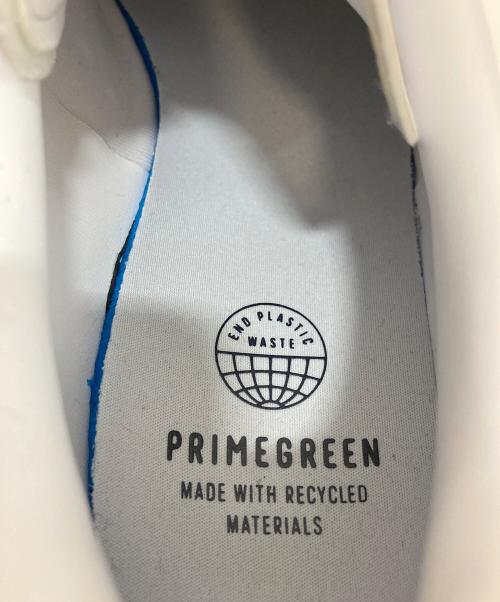 END PLASTIC
WASTE
PRIMEGREEN
MADE WITH RECYCLED
MATERIALS